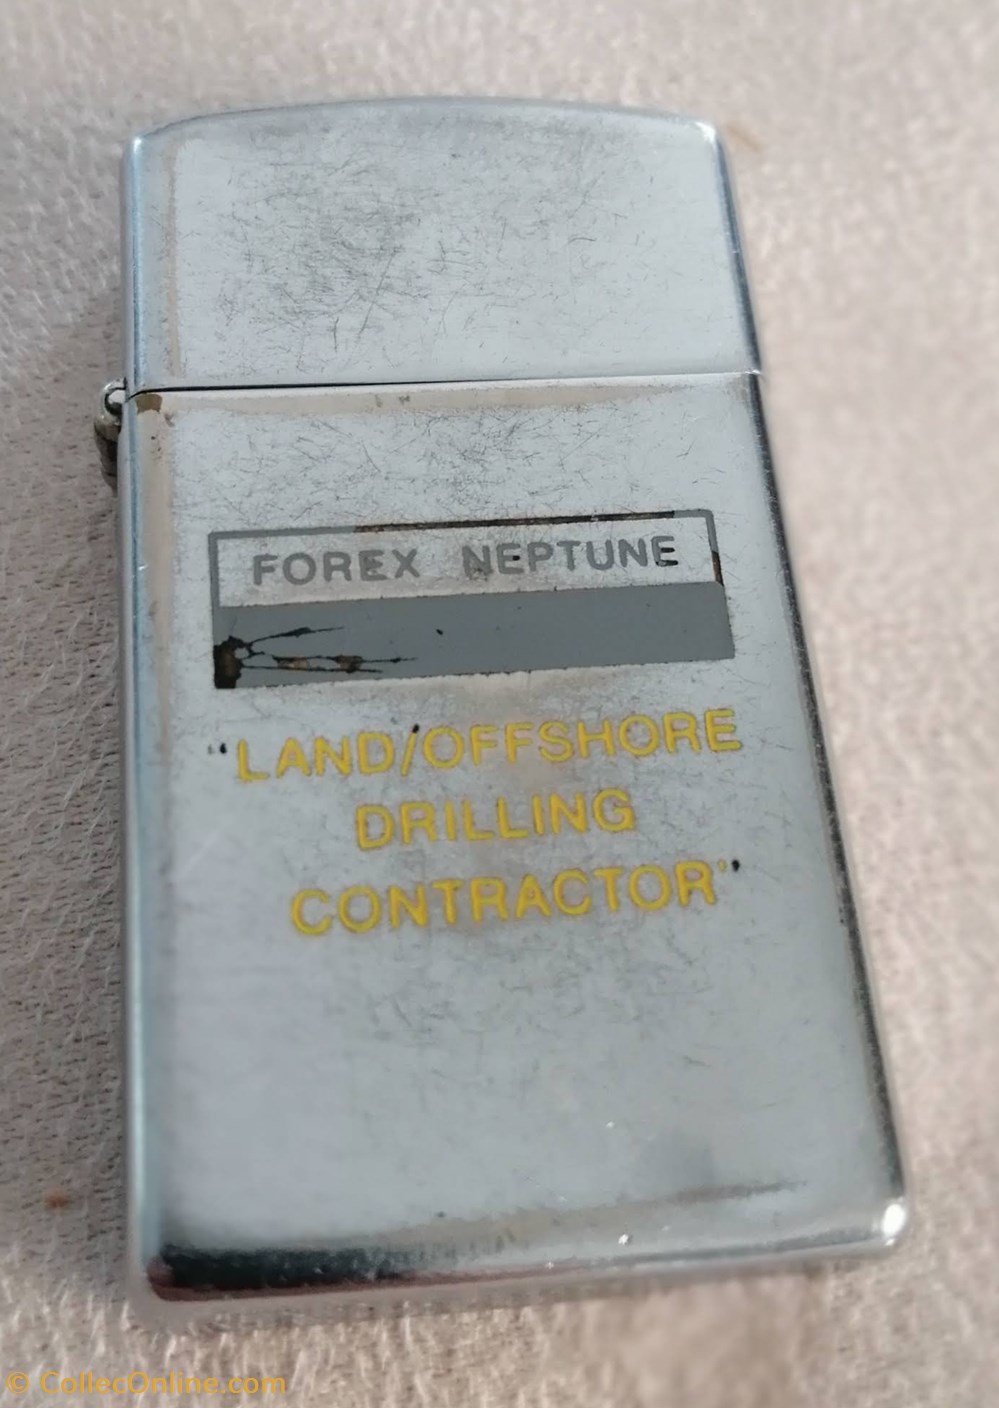 FOREX NEPTUNE
"LAND/OFFSHORE
DRILLING
CONTRACTOR"
© CollecOnline.com